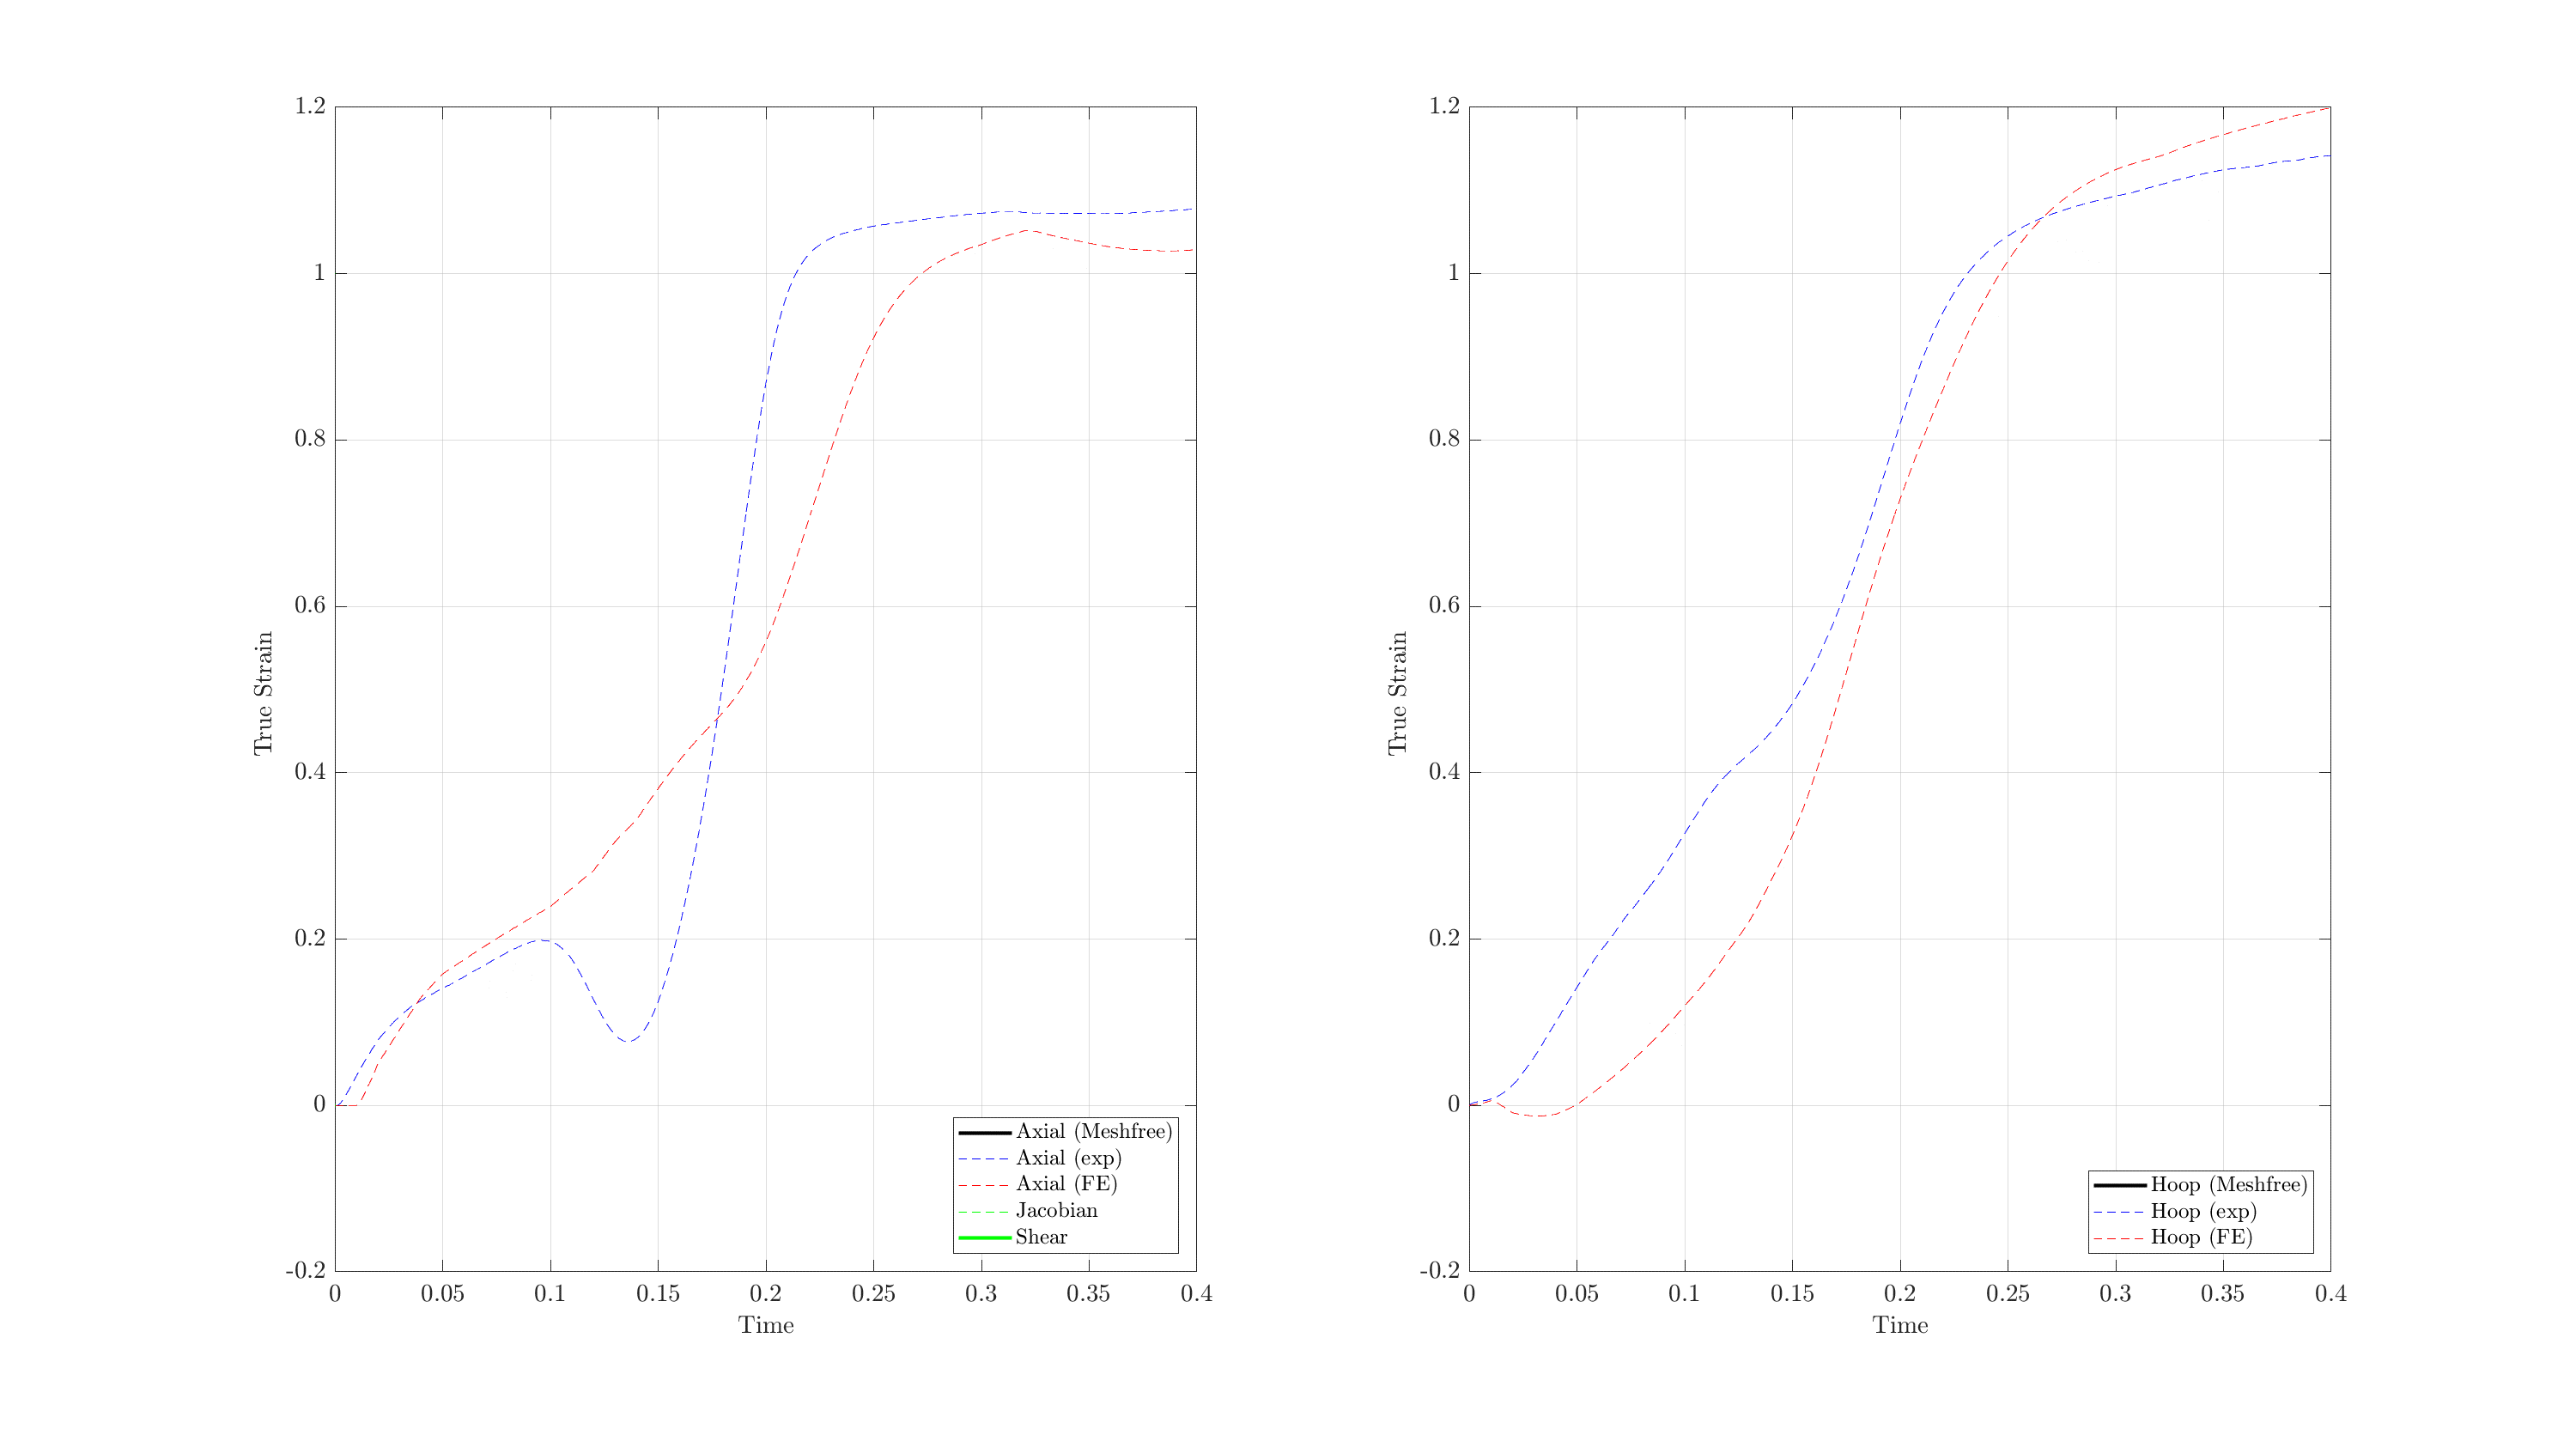 1.2
1
0.8
0.6
0.4
0.2
0
-0.2
True Strain
0 0.05 0.1 0.15 0.2 0.25 0.3 0.35 0.4
Time
Axial (Meshfree)
Axial (exp)
Axial (FE)
Jacobian
Shear
1.2
1
0.8
0.6
0.4
0.2
0
-0.2
True Strain
0 0.05 0.1 0.15 0.2 0.25 0.3 0.35 0.4
Time
Hoop (Meshfree)
Hoop (exp)
Hoop (FE)